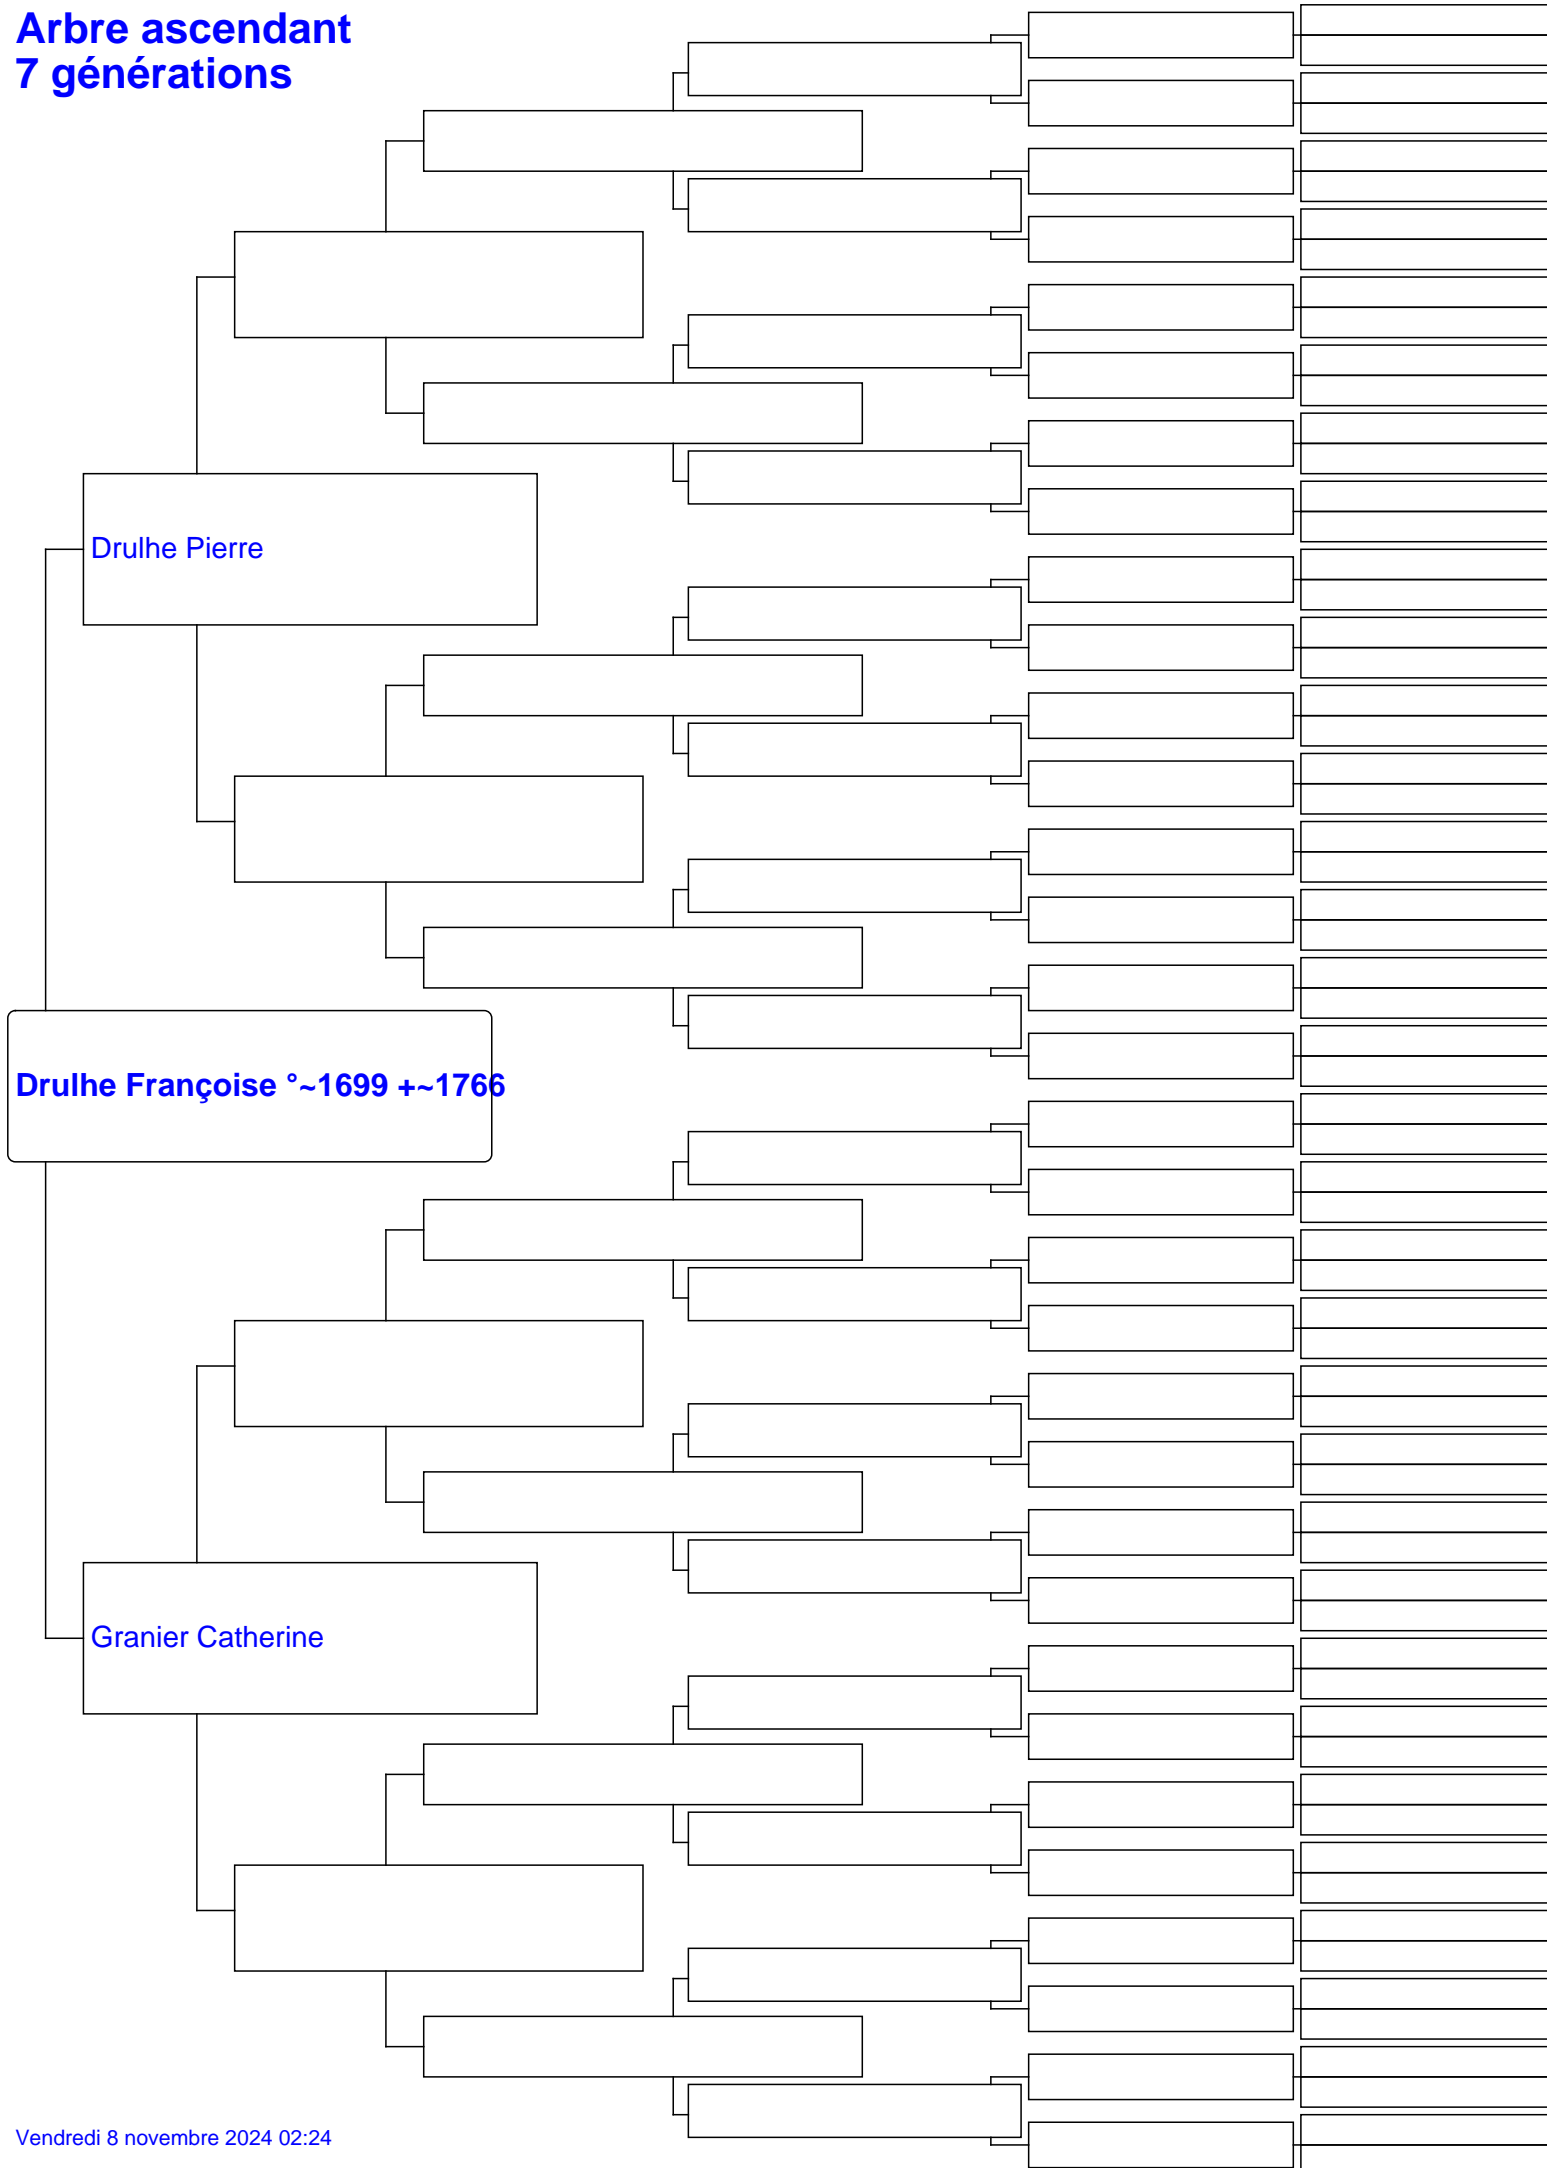 Arbre ascendant
7 générations
Drulhe Pierre
Drulhe Françoise °~1699 +~1766
Granier Catherine
Vendredi 8 novembre 2024 02:24